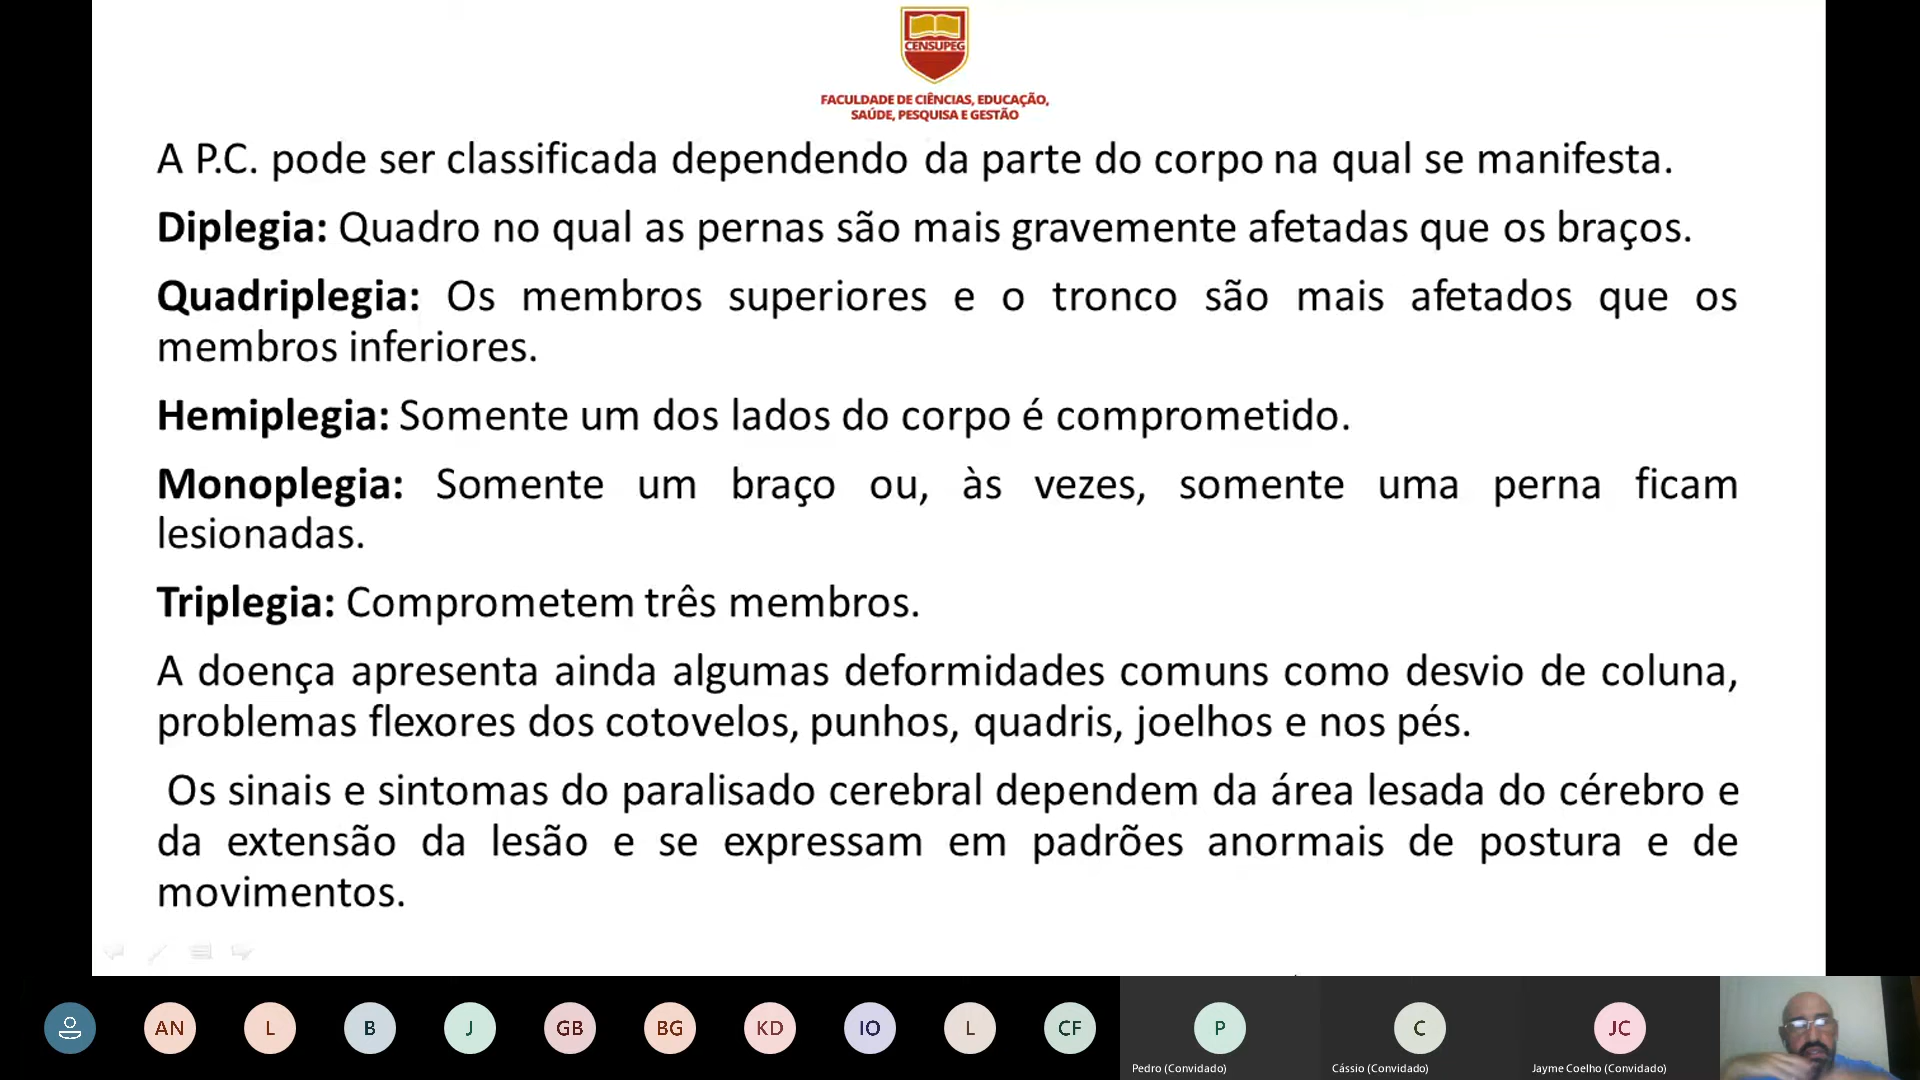 CENSUPEG
FACULDADE DE CIÊNCIAS, EDUCAÇÃO,
SAÚDE, PESQUISA E GESTÃO
A P.C. pode ser classificada dependendo da parte do corpo na qual se manifesta.
Diplegia: Quadro no qual as pernas são mais gravemente afetadas que os braços.
Quadriplegia: Os membros superiores e o tronco são mais afetados que os
membros inferiores.
Hemiplegia: Somente um dos lados do corpo é comprometido.
Monoplegia: Somente um braço ou, às vezes, somente uma perna ficam
lesionadas.
Triplegia: Comprometem três membros.
A doença apresenta ainda algumas deformidades comuns como desvio de coluna,
problemas flexores dos cotovelos, punhos, quadris, joelhos e nos pés.
Os sinais e sintomas do paralisado cerebral dependem da área lesada do cérebro e
da extensão da lesão e se expressam em padrões anormais de postura e de
movimentos.
AN L B J GB BG KD IO L CF P C JC
Pedro (Convidado) Cássio (Convidado) Jayme Coelho (Convidado)